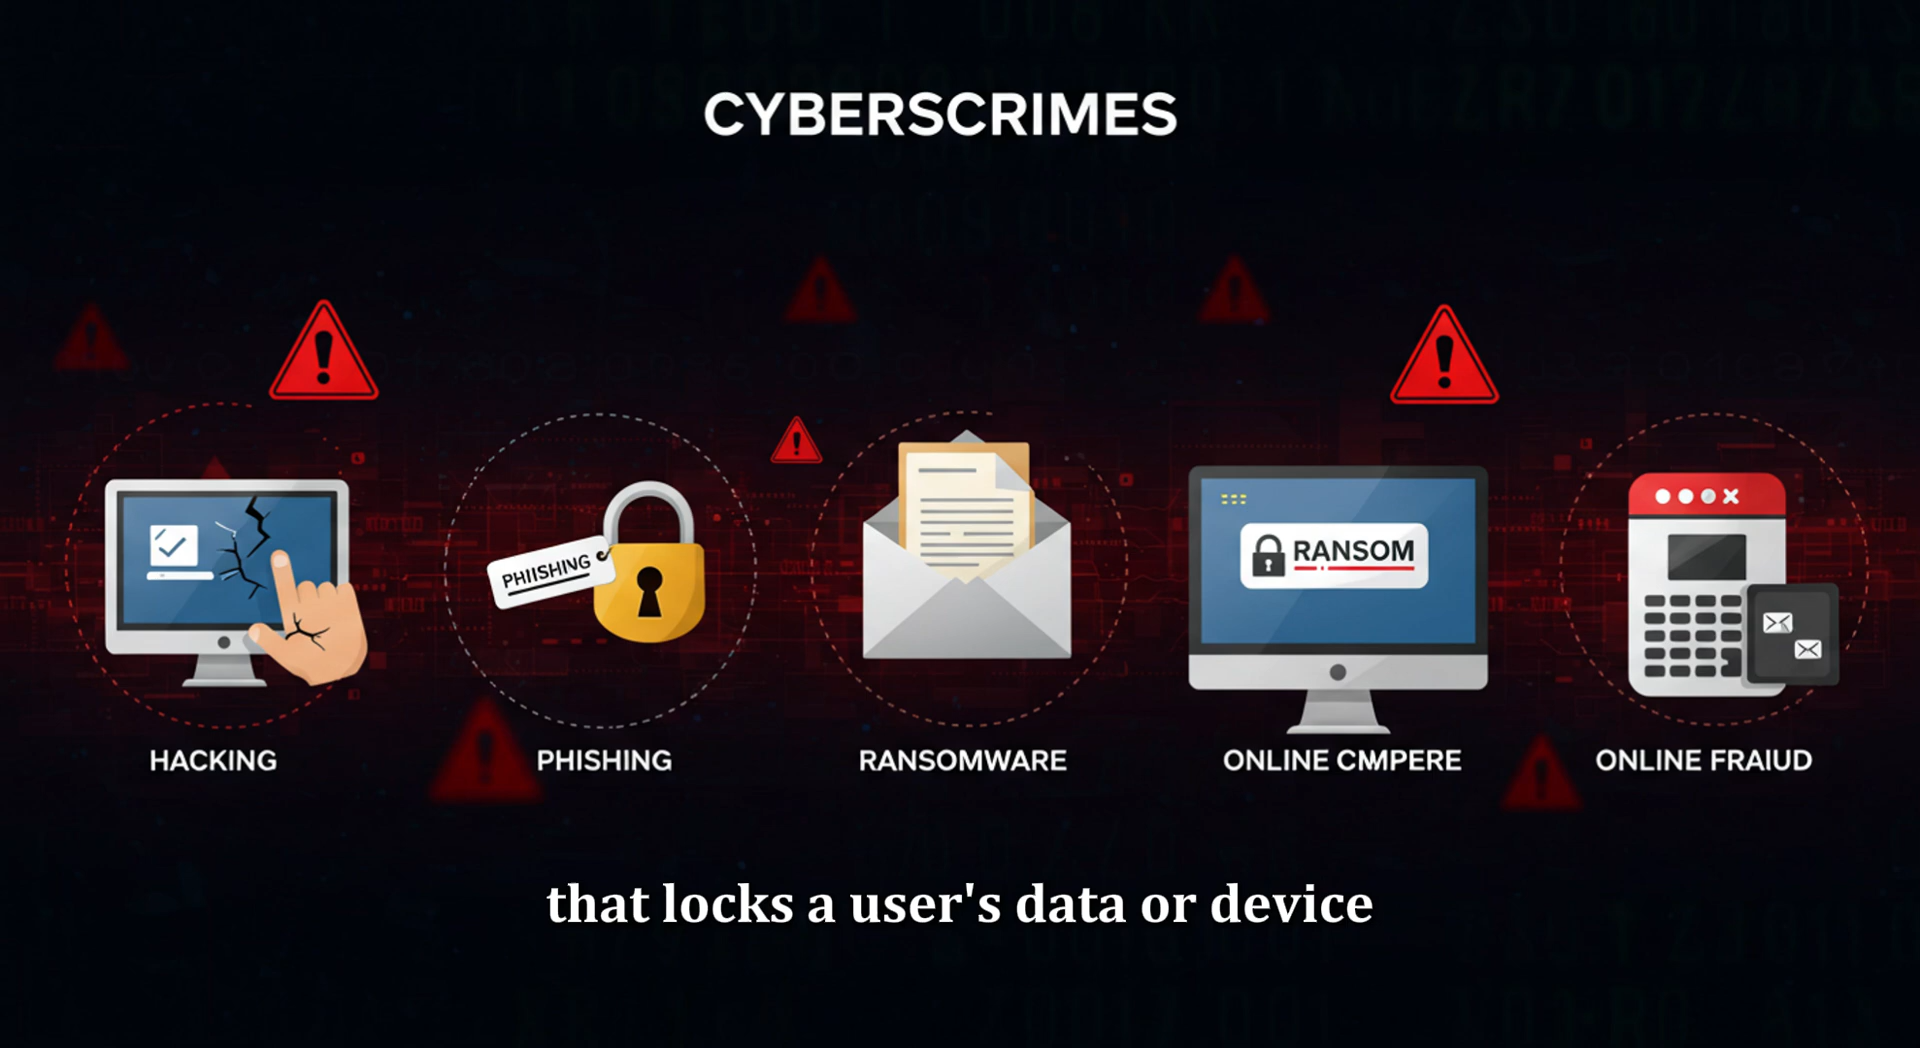 CYBERSCRIMES
PHIISHING
RANSOM
HACKING
PHISHING
RANSOMWARE
ONLINE CMPERE
ONLINE FRAIUD
that locks a user's data or device